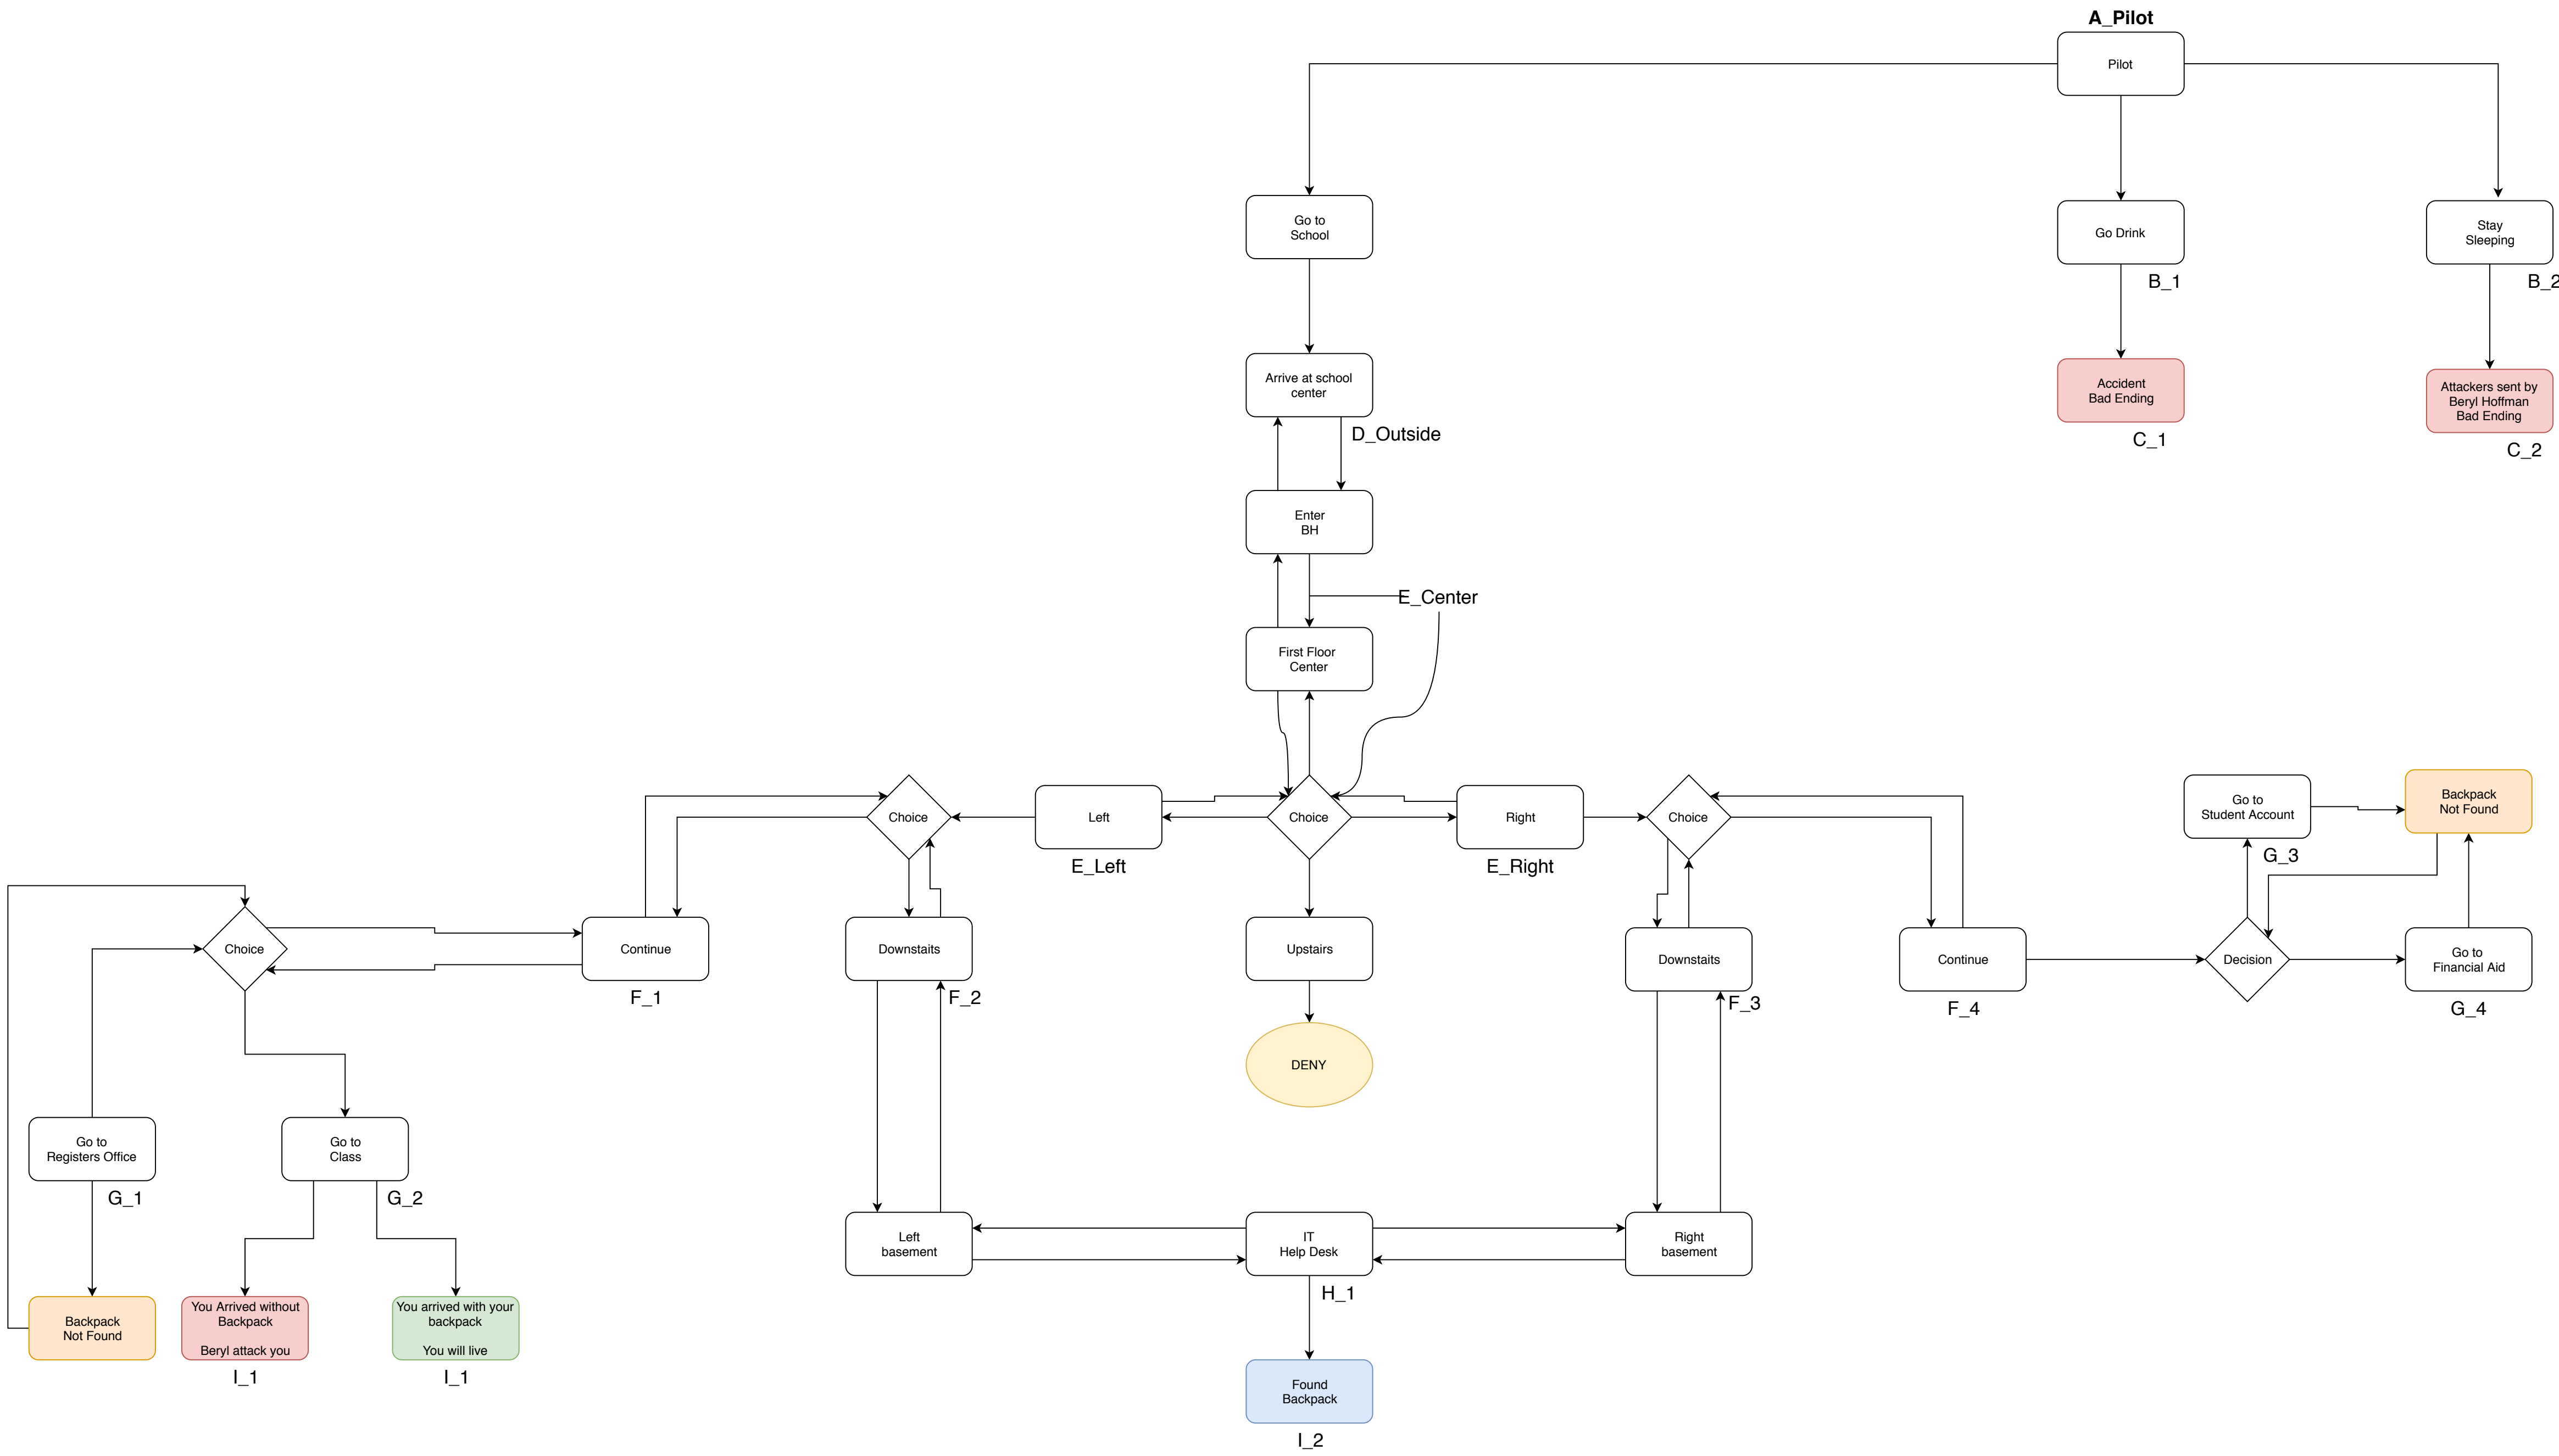 A_Pilot
Pilot
Go to
School
Go Drink
B_1
Stay
Sleeping
B_2
Arrive at school
center
D_Outside
Accident
Bad Ending
C_1
Attackers sent by
Beryl Hoffman
Bad Ending
C_2
Enter
BH
E_Center
First Floor
Center
Choice
Left
E_Left
Choice
Right
E_Right
Choice
Go to
Student Account
G_3
Backpack
Not Found
Choice
Continue
F_1
Downstaits
F_2
Upstairs
Downstaits
F_3
Continue
F_4
Decision
Go to
Financial Aid
G_4
DENY
Go to
Registers Office
G_1
Go to
Class
G_2
Left
basement
IT
Help Desk
H_1
Right
basement
Backpack
Not Found
You Arrived without
Backpack
Beryl attack you
I_1
You arrived with your
backpack
You will live
I_1
Found
Backpack
I_2